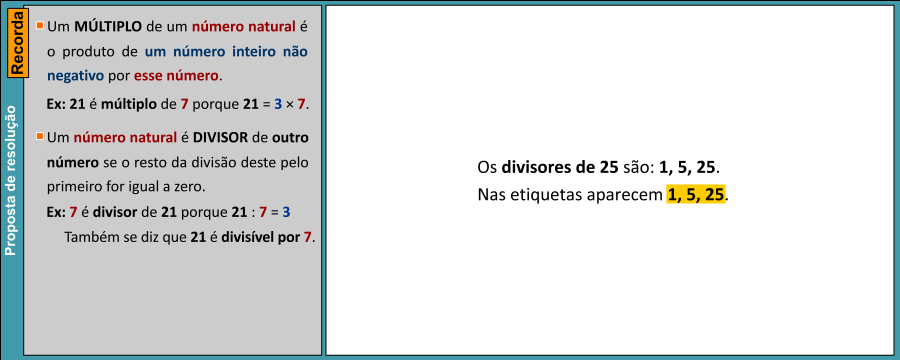 Recorda
Proposta de resolução
Um MÚLTIPLO de um número natural é
o produto de um número inteiro não
negativo por esse número.
Ex: 21 é múltiplo de 7 porque 21 = 3 × 7.
Um número natural é DIVISOR de outro
número se o resto da divisão deste pelo
primeiro for igual a zero.
Ex: 7 é divisor de 21 porque 21 : 7 = 3
Também se diz que 21 é divisível por 7.
Os divisores de 25 são: 1, 5, 25.
Nas etiquetas aparecem 1, 5, 25.